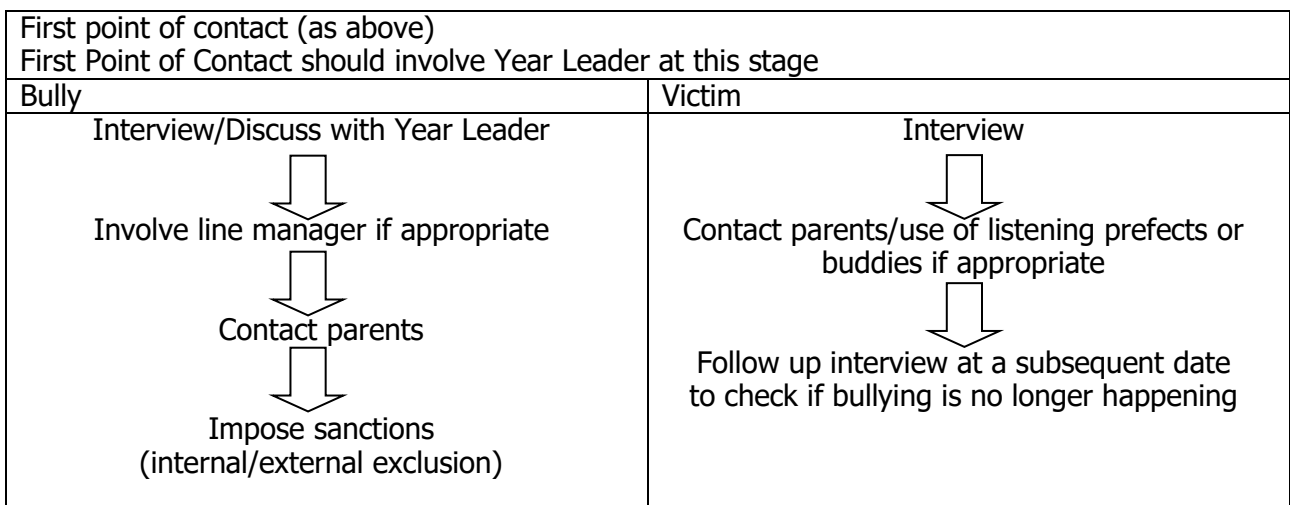 First point of contact (as above)
First Point of Contact should involve Year Leader at this stage
Bully
Interview/Discuss with Year Leader
Involve line manager if appropriate
Contact parents
Impose sanctions
(internal/external exclusion)
Victim
Interview
Contact parents/use of listening prefects or
buddies if appropriate
Follow up interview at a subsequent date
to check if bullying is no longer happening